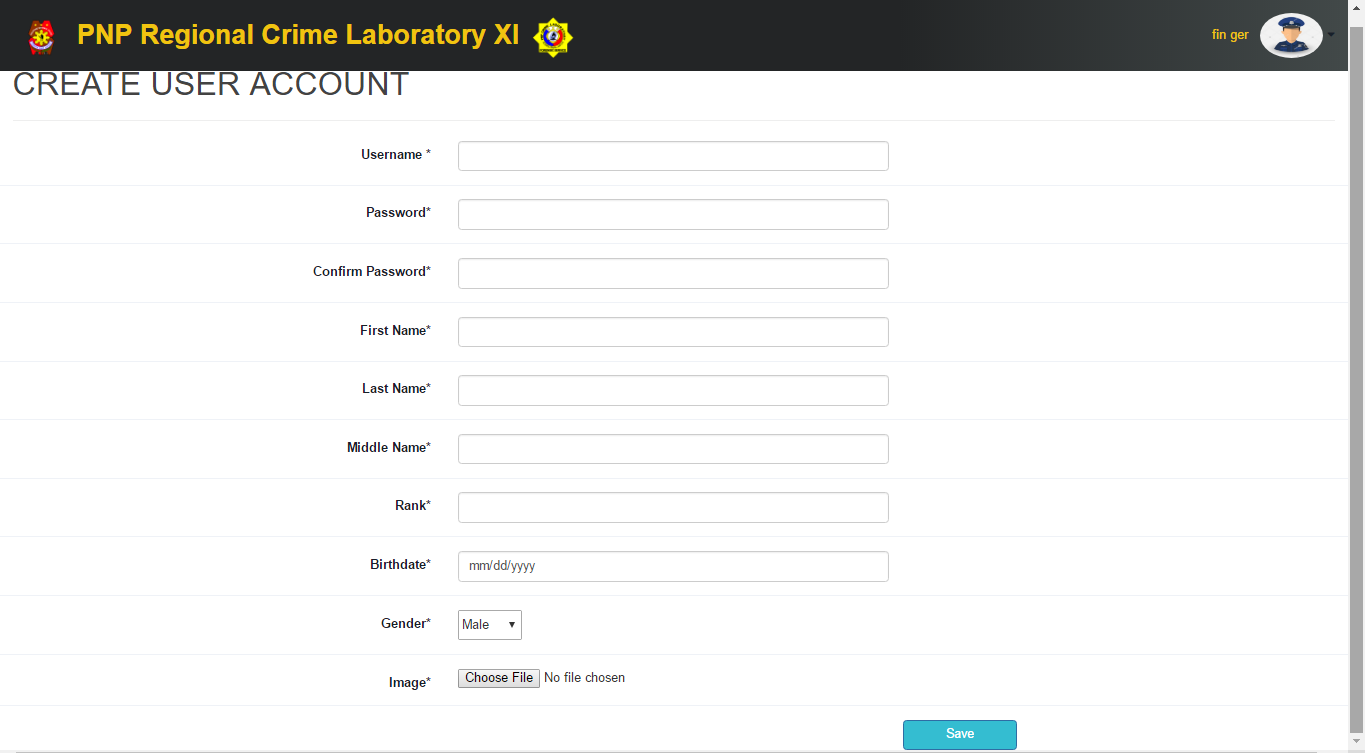 PNP Regional Crime Laboratory XI
fin ger
CREATE USER ACCOUNT
Username *
Password*
Confirm Password*
First Name*
Last Name*
Middle Name*
Rank*
Birthdate*
mm/dd/yyyy
Gender*
Male
Image*
Choose File No file chosen
Save